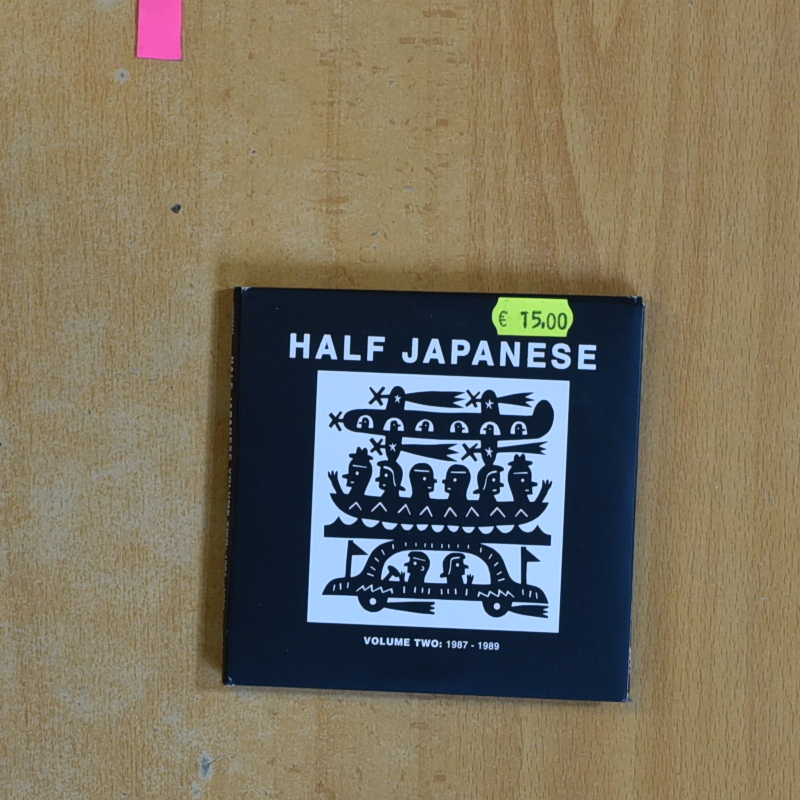 € 15,00
HALF JAPANESE
VOLUME TWO: 1987 - 1989